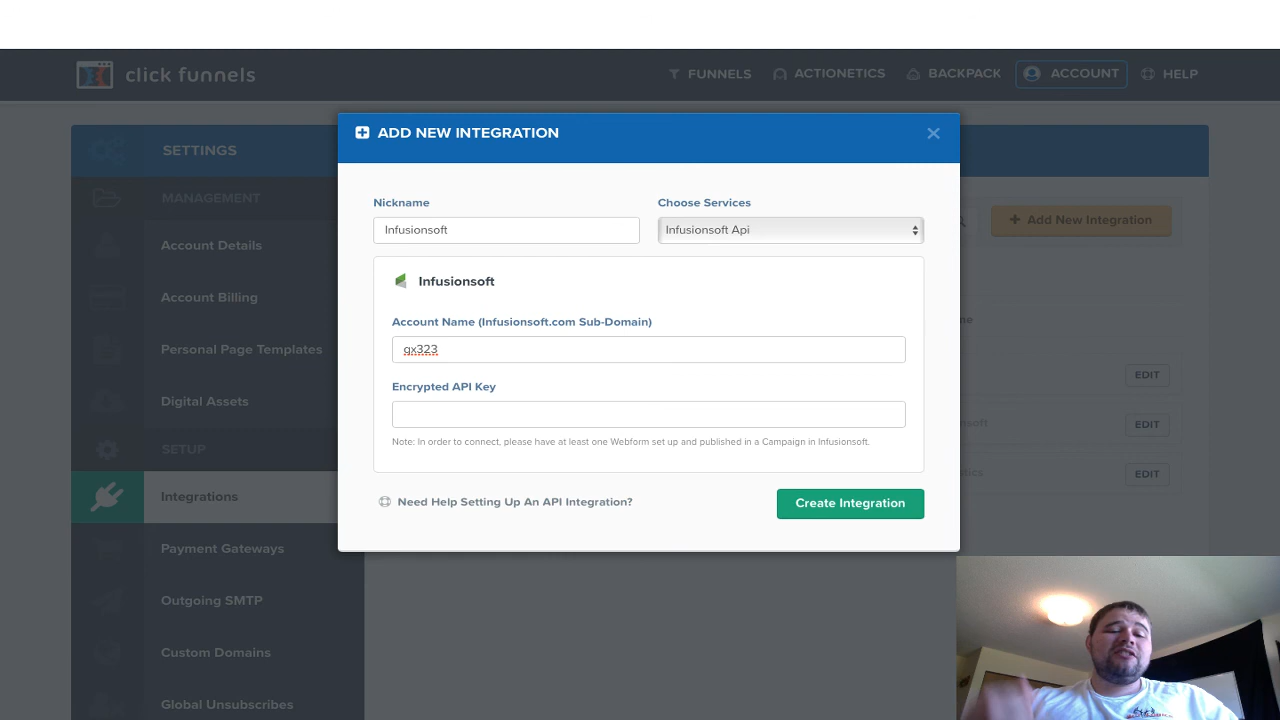 click funnels
FUNNELS
ACTIONETICS
BACKPACK
ACCOUNT
HELP
ADD NEW INTEGRATION
SETTINGS
MANAGEMENT
Account Details
Account Billing
Personal Page Templates
Digital Assets
SETUP
Integrations
Payment Gateways
Outgoing SMTP
Custom Domains
Global Unsubscribes
Nickname
Infusionsoft
Choose Services
Infusionsoft Api
Infusionsoft
Account Name (Infusionsoft.com Sub-Domain)
qx323
Encrypted API Key
Note: In order to connect, please have at least one Webform set up and published in a Campaign in Infusionsoft.
Need Help Setting Up An API Integration?
Create Integration
Add New Integration
EDIT
EDIT
EDIT